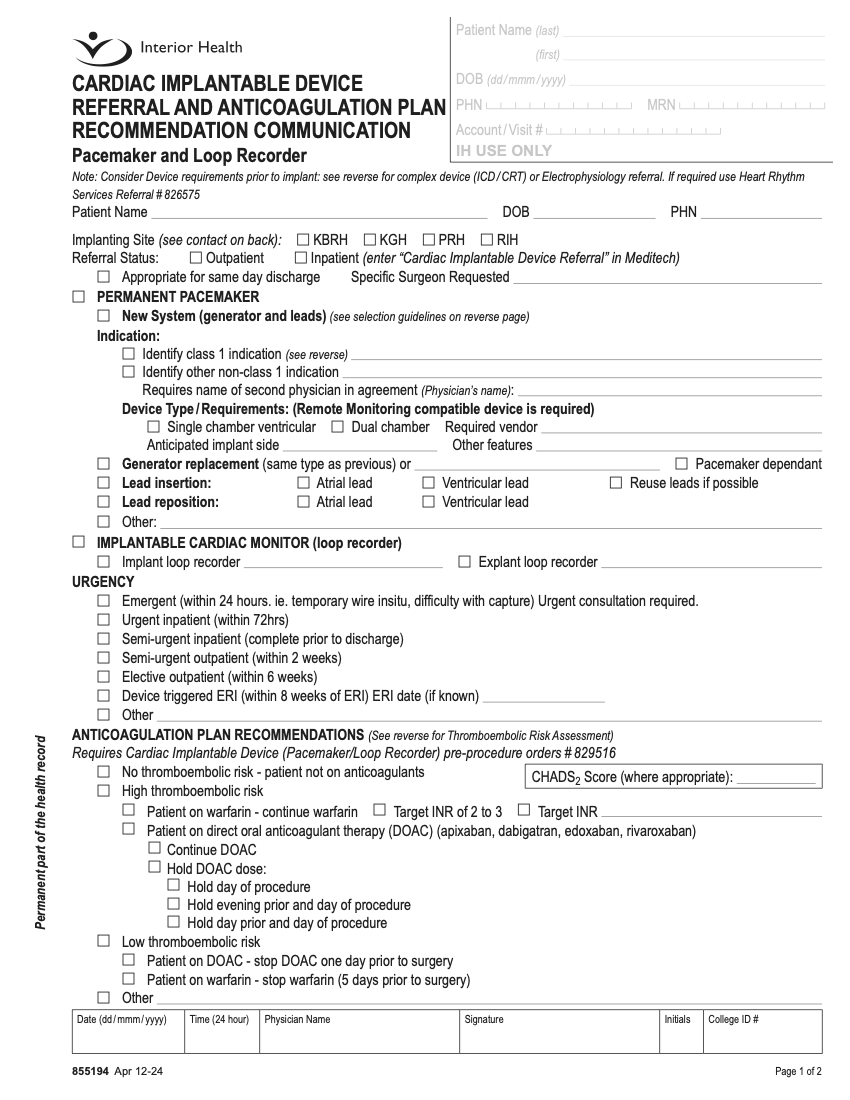 Interior Health
CARDIAC IMPLANTABLE DEVICE
REFERRAL AND ANTICOAGULATION PLAN
RECOMMENDATION COMMUNICATION
Pacemaker and Loop Recorder
Patient Name (last)
(first)
DOB (dd/mmm/yyyy)
PHN MRN
Account/Visit #
IH USE ONLY
Note: Consider Device requirements prior to implant: see reverse for complex device (ICD/CRT) or Electrophysiology referral. If required use Heart Rhythm
Services Referral # 826575
Patient Name DOB PHN
Implanting Site (see contact on back): ☐ KBRH ☐ KGH ☐ PRH ☐ RIH
Referral Status: ☐ Outpatient ☐ Inpatient (enter “Cardiac Implantable Device Referral” in Meditech)
☐ Appropriate for same day discharge Specific Surgeon Requested
☐ PERMANENT PACEMAKER
☐ New System (generator and leads) (see selection guidelines on reverse page)
Indication:
☐ Identify class 1 indication (see reverse)
☐ Identify other non-class 1 indication
Requires name of second physician in agreement (Physician's name):
Device Type/Requirements: (Remote Monitoring compatible device is required)
☐ Single chamber ventricular ☐ Dual chamber Required vendor
Anticipated implant side Other features
☐ Generator replacement (same type as previous) or ☐ Pacemaker dependant
☐ Lead insertion: ☐ Atrial lead ☐ Ventricular lead ☐ Reuse leads if possible
☐ Lead reposition: ☐ Atrial lead ☐ Ventricular lead
☐ Other:
☐ IMPLANTABLE CARDIAC MONITOR (loop recorder)
☐ Implant loop recorder ☐ Explant loop recorder
URGENCY
☐ Emergent (within 24 hours. ie. temporary wire insitu, difficulty with capture) Urgent consultation required.
☐ Urgent inpatient (within 72hrs)
☐ Semi-urgent inpatient (complete prior to discharge)
☐ Semi-urgent outpatient (within 2 weeks)
☐ Elective outpatient (within 6 weeks)
☐ Device triggered ERI (within 8 weeks of ERI) ERI date (if known)
☐ Other
ANTICOAGULATION PLAN RECOMMENDATIONS (See reverse for Thromboembolic Risk Assessment)
Requires Cardiac Implantable Device (Pacemaker/Loop Recorder) pre-procedure orders # 829516
☐ No thromboembolic risk - patient not on anticoagulants
CHADS2 Score (where appropriate):
☐ High thromboembolic risk
☐ Patient on warfarin - continue warfarin ☐ Target INR of 2 to 3 ☐ Target INR
☐ Patient on direct oral anticoagulant therapy (DOAC) (apixaban, dabigatran, edoxaban, rivaroxaban)
☐ Continue DOAC
☐ Hold DOAC dose:
☐ Hold day of procedure
☐ Hold evening prior and day of procedure
☐ Hold day prior and day of procedure
☐ Low thromboembolic risk
☐ Patient on DOAC - stop DOAC one day prior to surgery
☐ Patient on warfarin - stop warfarin (5 days prior to surgery)
☐ Other
Date (dd/mmm/yyyy) Time (24 hour) Physician Name Signature Initials College ID #
855194 Apr 12-24 Page 1 of 2
Permanent part of the health record